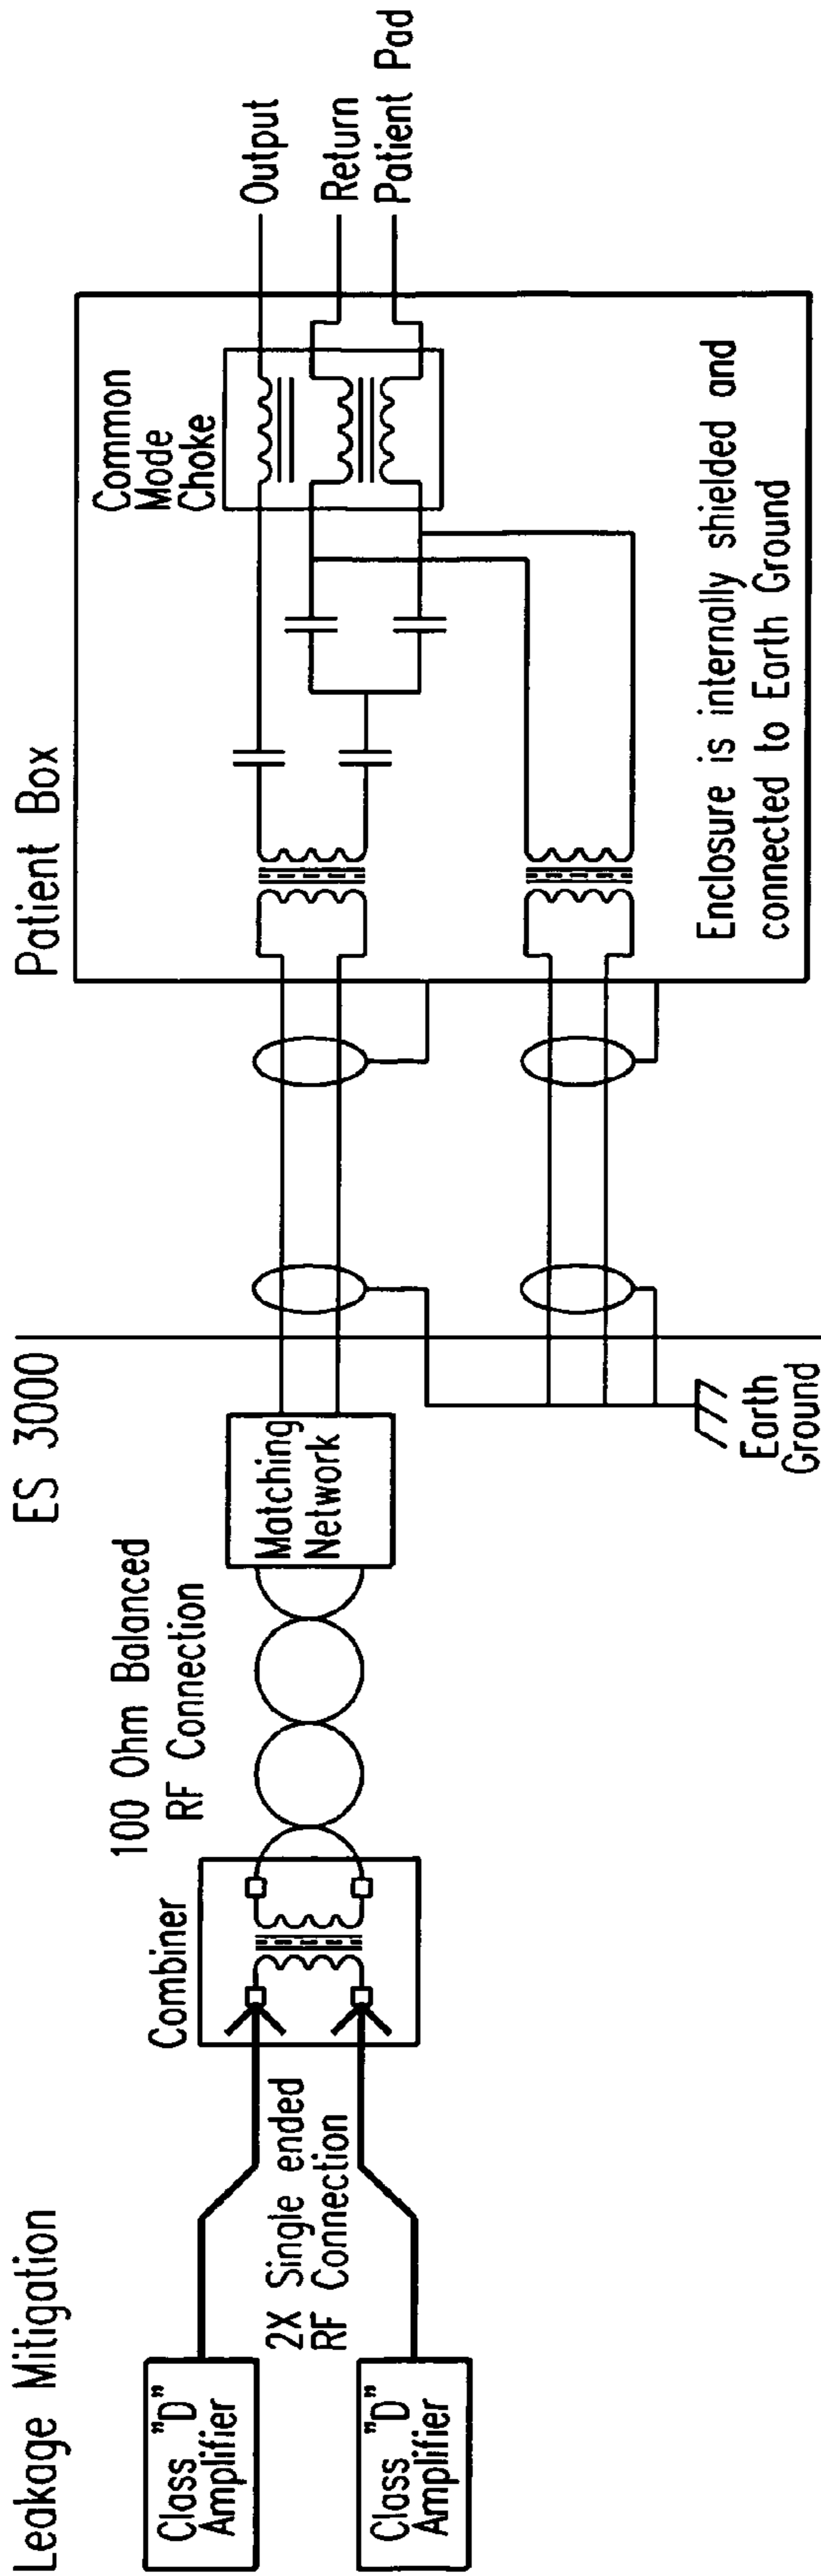 Leakage Mitigation
ES 3000
Patient Box
Class "D"
Amplifier
Class "D"
Amplifier
2X Single ended
RF Connection
Combiner
100 Ohm Balanced
RF Connection
Matching
Network
Earth
Ground
Common
Mode
Choke
Output
Return
Patient Pad
Enclosure is internally shielded and
connected to Earth Ground